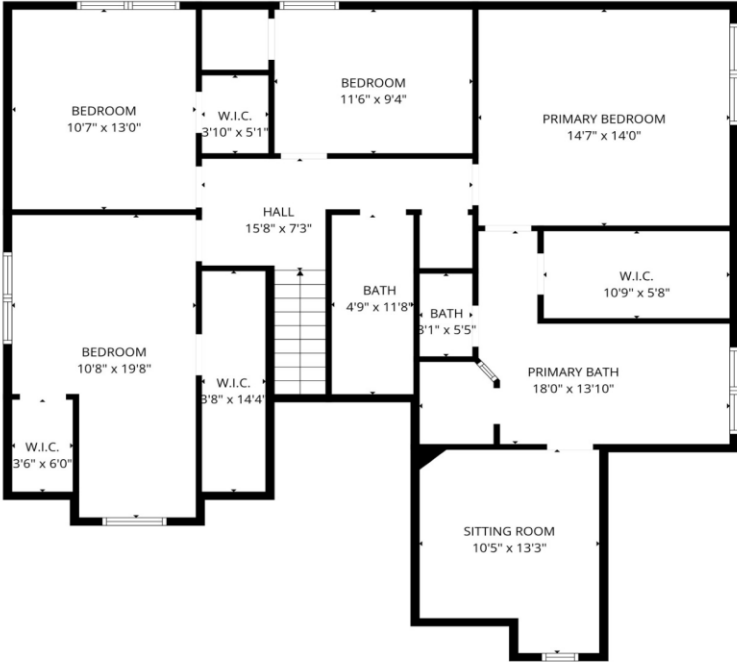 BEDROOM
10'7" x 13'0"
W.I.C.
3'10" x 5'1"
BEDROOM
11'6" x 9'4"
PRIMARY BEDROOM
14'7" x 14'0"
HALL
15'8" x 7'3"
BATH
4'9" x 11'8"
BATH
3'1" x 5'5"
W.I.C.
10'9" x 5'8"
BEDROOM
10'8" x 19'8"
W.I.C.
3'8" x 14'4"
PRIMARY BATH
18'0" x 13'10"
W.I.C.
3'6" x 6'0"
SITTING ROOM
10'5" x 13'3"